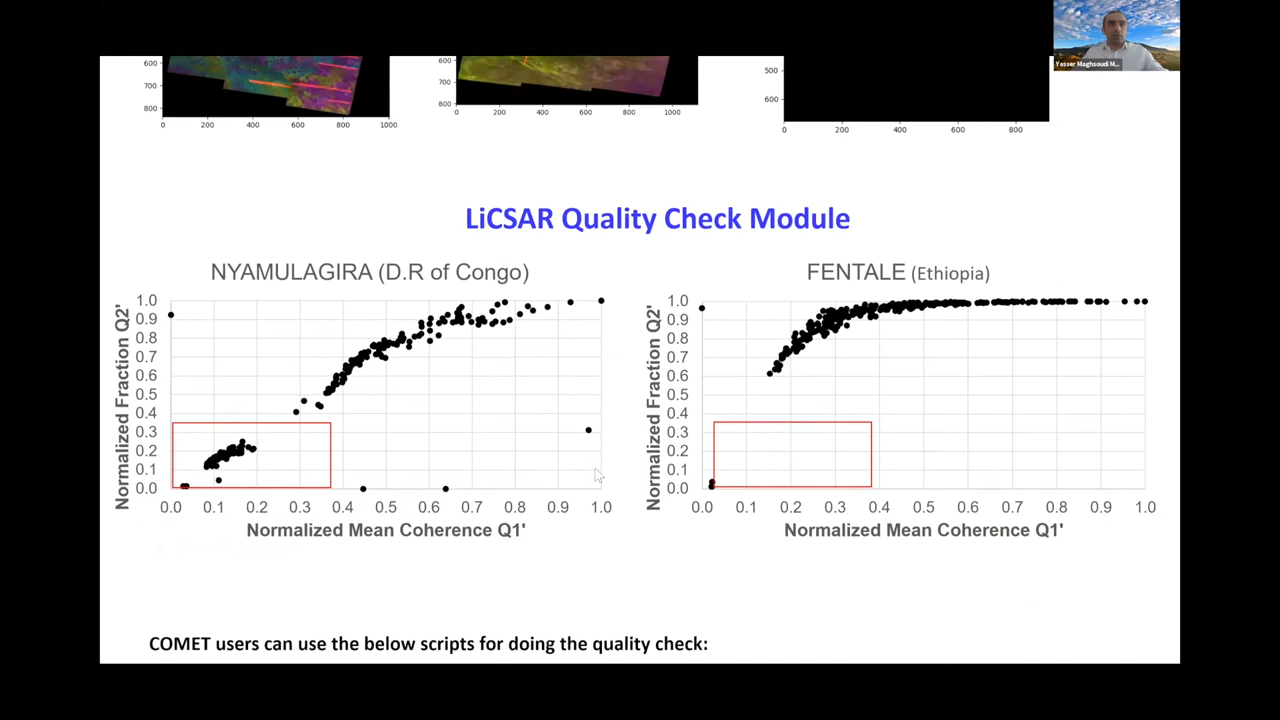 600
700
800
0 200 400 600 800 1000
600
700
800
0 200 400 600 800 1000
500
600
0 200 400 600 800
Yasser Maghsoudi M...
LiCSAR Quality Check Module
NYAMULAGIRA (D.R of Congo)
Normalized Fraction Q2'
1.0
0.9
0.8
0.7
0.6
0.5
0.4
0.3
0.2
0.1
0.0
0.0 0.1 0.2 0.3 0.4 0.5 0.6 0.7 0.8 0.9 1.0
Normalized Mean Coherence Q1'
FENTALE (Ethiopia)
Normalized Fraction Q2'
1.0
0.9
0.8
0.7
0.6
0.5
0.4
0.3
0.2
0.1
0.0
0.0 0.1 0.2 0.3 0.4 0.5 0.6 0.7 0.8 0.9 1.0
Normalized Mean Coherence Q1'
COMET users can use the below scripts for doing the quality check: